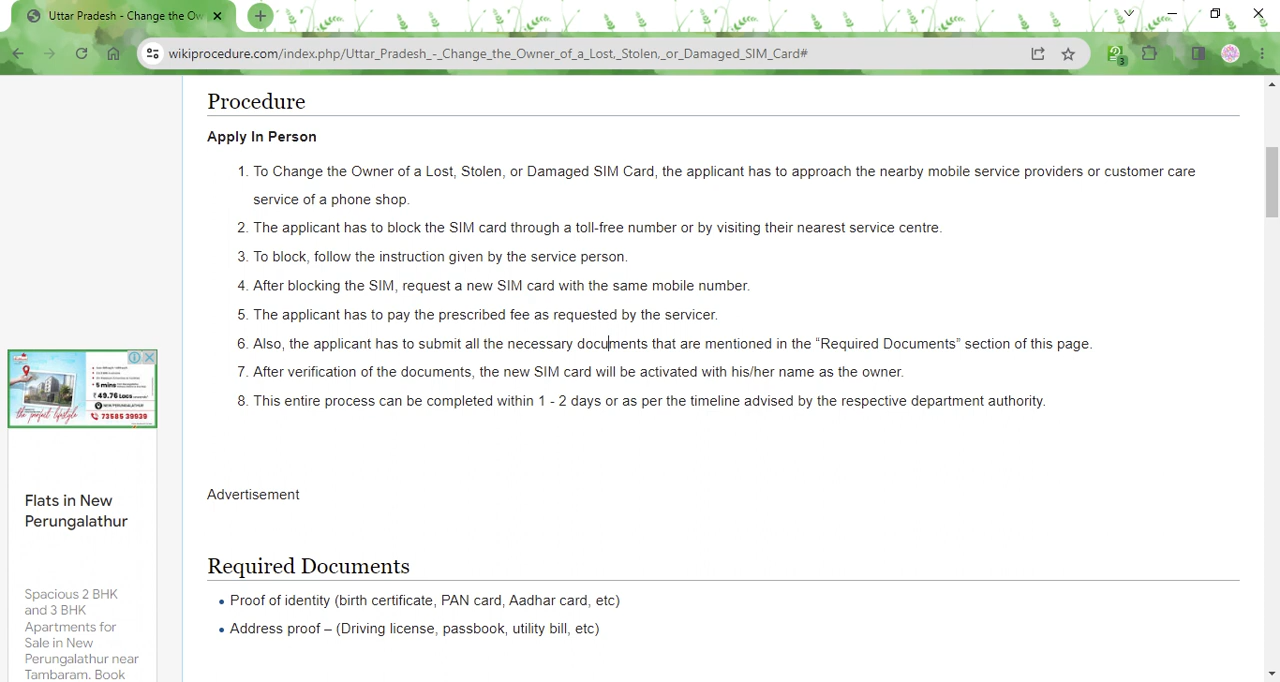 Uttar Pradesh - Change the Ow
wikiprocedure.com/index.php/Uttar_Pradesh_-_Change_the_Owner_of_a_Lost,_Stolen,_or_Damaged_SIM_Card#
3
Procedure
Apply In Person
1. To Change the Owner of a Lost, Stolen, or Damaged SIM Card, the applicant has to approach the nearby mobile service providers or customer care
service of a phone shop.
2. The applicant has to block the SIM card through a toll-free number or by visiting their nearest service centre.
3. To block, follow the instruction given by the service person.
4. After blocking the SIM, request a new SIM card with the same mobile number.
5. The applicant has to pay the prescribed fee as requested by the servicer.
6. Also, the applicant has to submit all the necessary documents that are mentioned in the “Required Documents” section of this page.
7. After verification of the documents, the new SIM card will be activated with his/her name as the owner.
8. This entire process can be completed within 1 - 2 days or as per the timeline advised by the respective department authority.
5 mins
₹ 49.76 Lacs
the perfect lifestyle
73585 39939
Flats in New
Perungalathur
Spacious 2 BHK
and 3 BHK
Apartments for
Sale in New
Perungalathur near
Tambaram. Book
Advertisement
Required Documents
• Proof of identity (birth certificate, PAN card, Aadhar card, etc)
• Address proof – (Driving license, passbook, utility bill, etc)